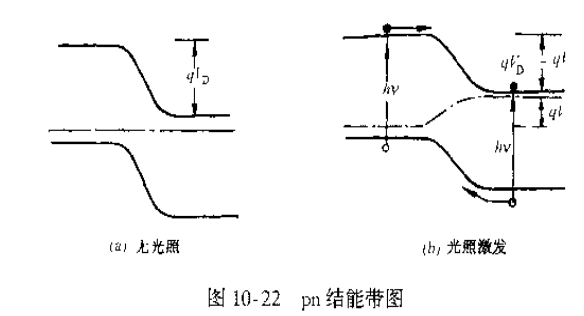 qV_D
hν
qV_D - qV
qV
hν
(a) 无光照
(b) 光照激发
图 10-22 pn 结能带图